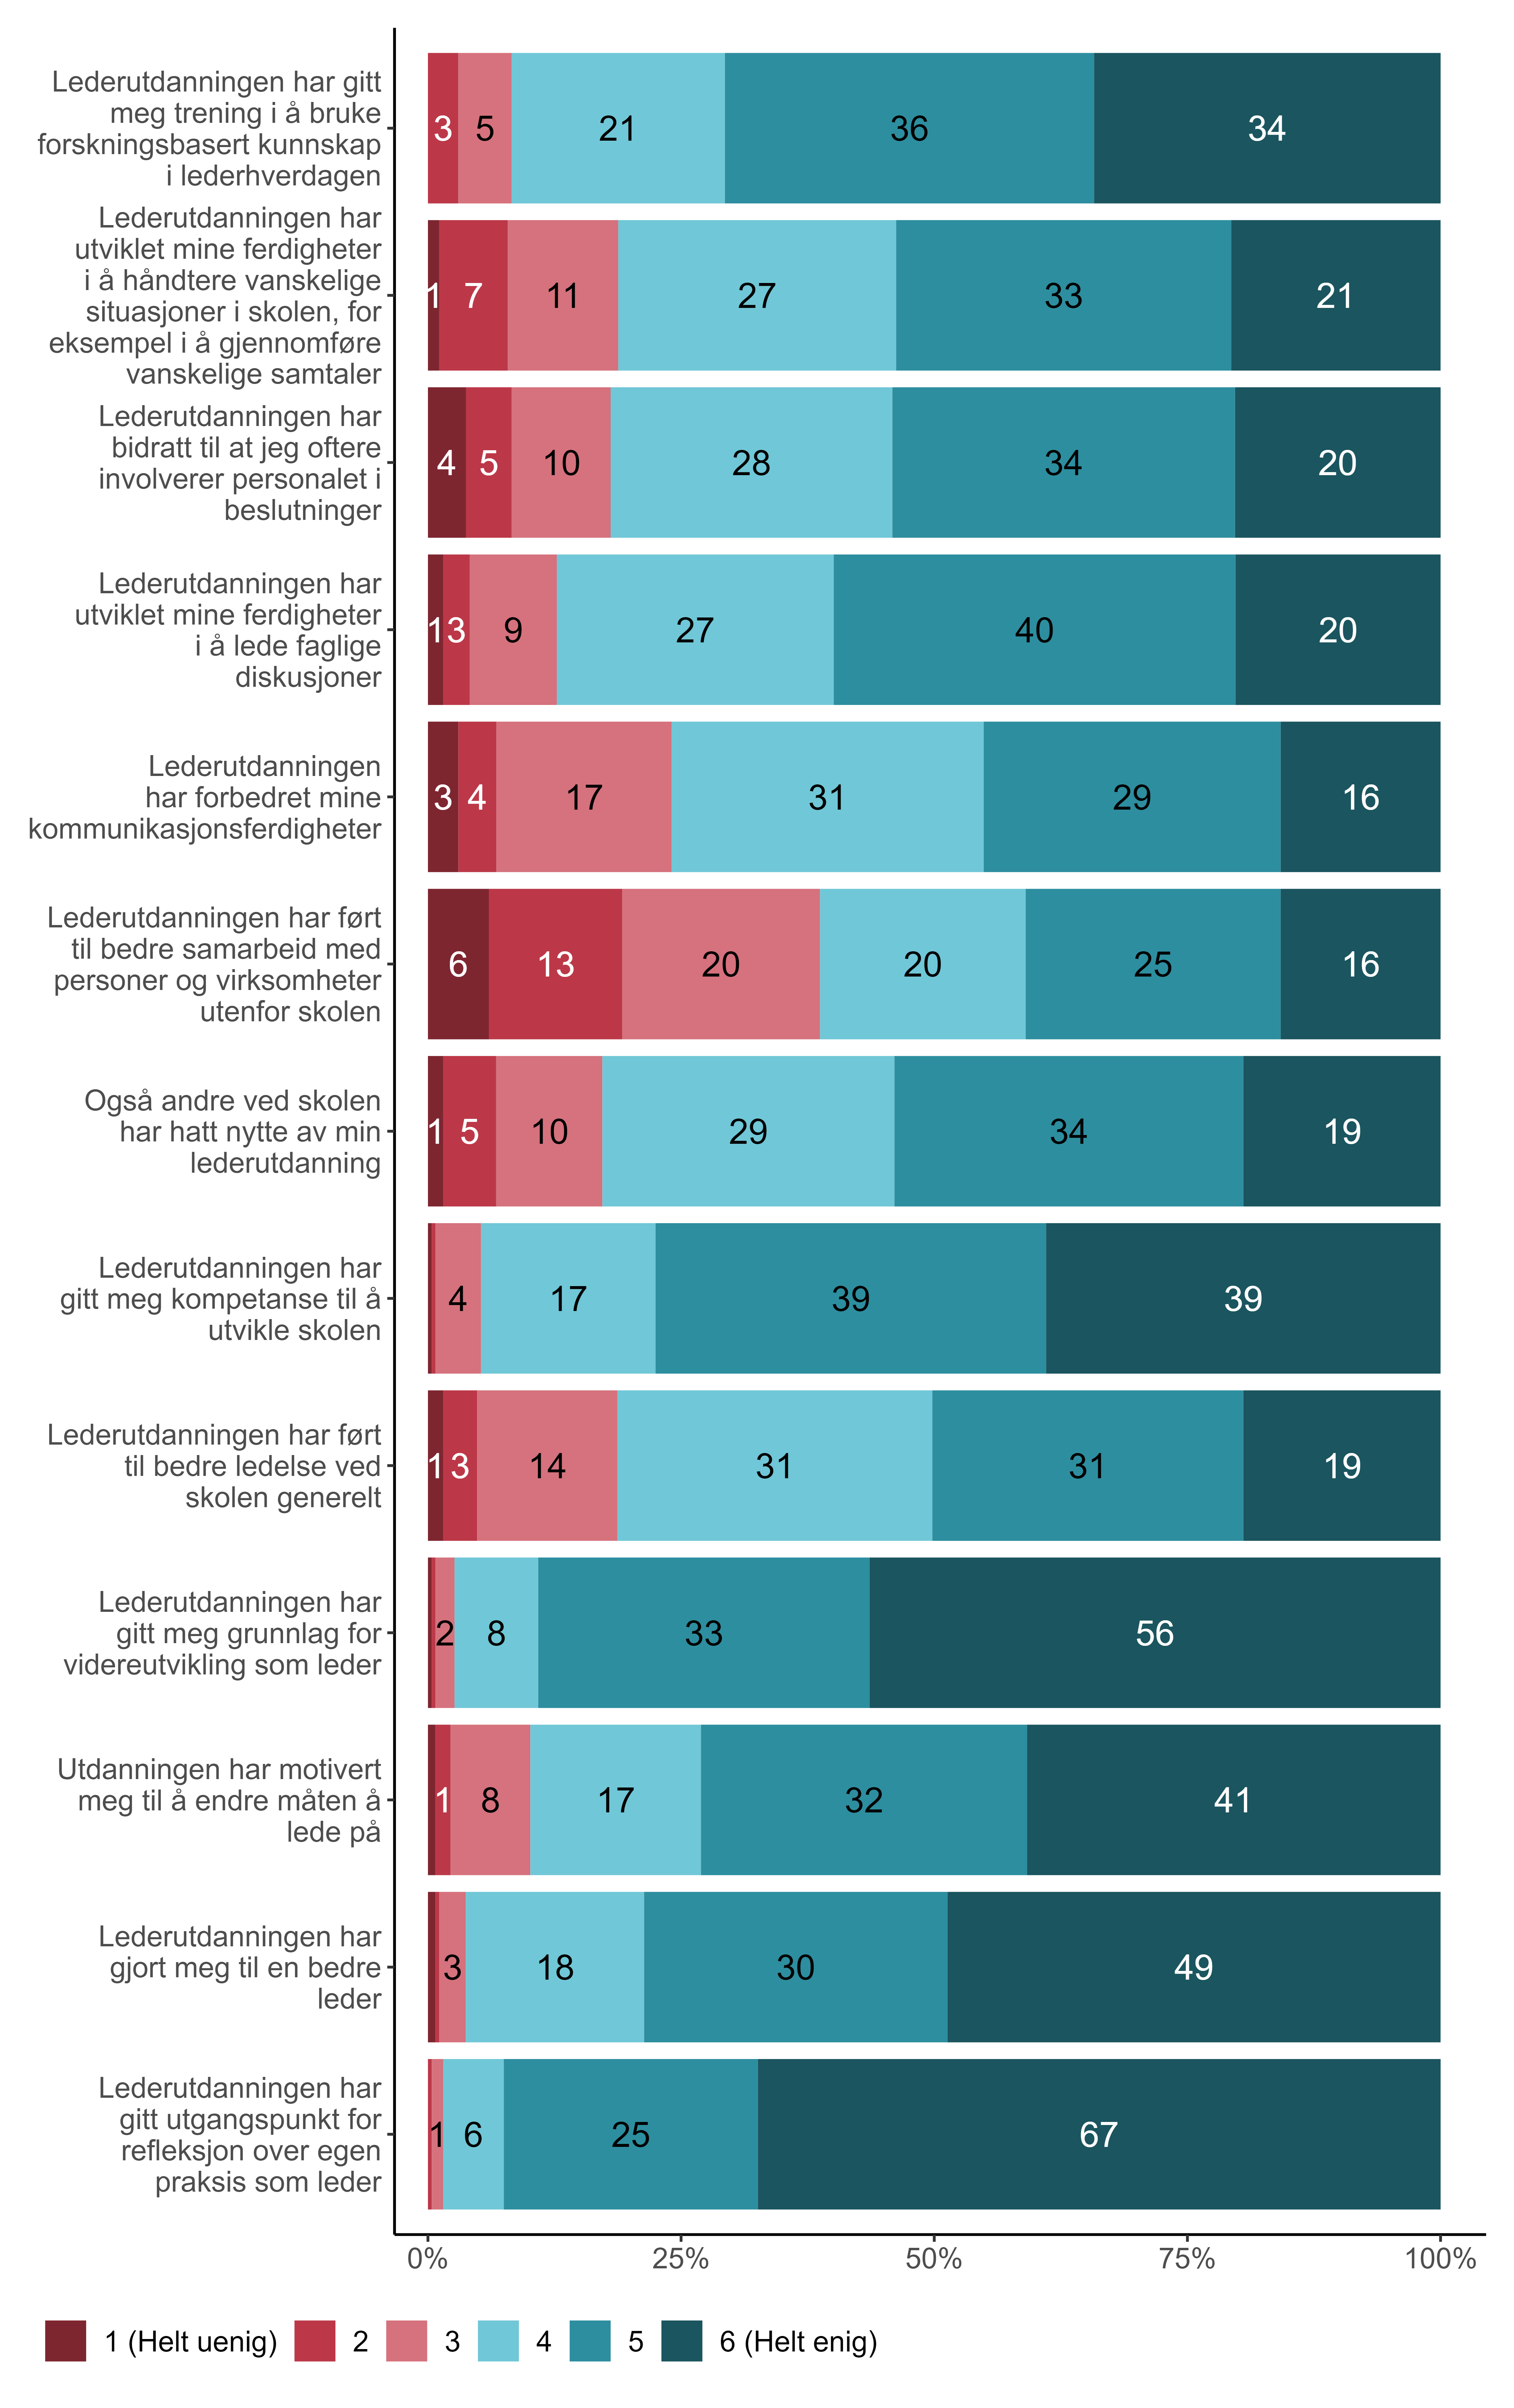 Lederutdanningen har gitt
meg trening i å bruke
forskningsbasert kunnskap
i lederhverdagen
3 5 21 36 34
Lederutdanningen har
utviklet mine ferdigheter
i å håndtere vanskelige
situasjoner i skolen, for
eksempel i å gjennomføre
vanskelige samtaler
1 7 11 27 33 21
Lederutdanningen har
bidratt til at jeg oftere
involverer personalet i
beslutninger
4 5 10 28 34 20
Lederutdanningen har
utviklet mine ferdigheter
i å lede faglige
diskusjoner
1 3 9 27 40 20
Lederutdanningen
har forbedret mine
kommunikasjonsferdigheter
3 4 17 31 29 16
Lederutdanningen har ført
til bedre samarbeid med
personer og virksomheter
utenfor skolen
6 13 20 20 25 16
Også andre ved skolen
har hatt nytte av min
lederutdanning
1 5 10 29 34 19
Lederutdanningen har
gitt meg kompetanse til å
utvikle skolen
4 17 39 39
Lederutdanningen har ført
til bedre ledelse ved
skolen generelt
1 3 14 31 31 19
Lederutdanningen har
gitt meg grunnlag for
videreutvikling som leder
2 8 33 56
Utdanningen har motivert
meg til å endre måten å
lede på
1 8 17 32 41
Lederutdanningen har
gjort meg til en bedre
leder
3 18 30 49
Lederutdanningen har
gitt utgangspunkt for
refleksjon over egen
praksis som leder
1 6 25 67
0% 25% 50% 75% 100%
1 (Helt uenig) 2 3 4 5 6 (Helt enig)